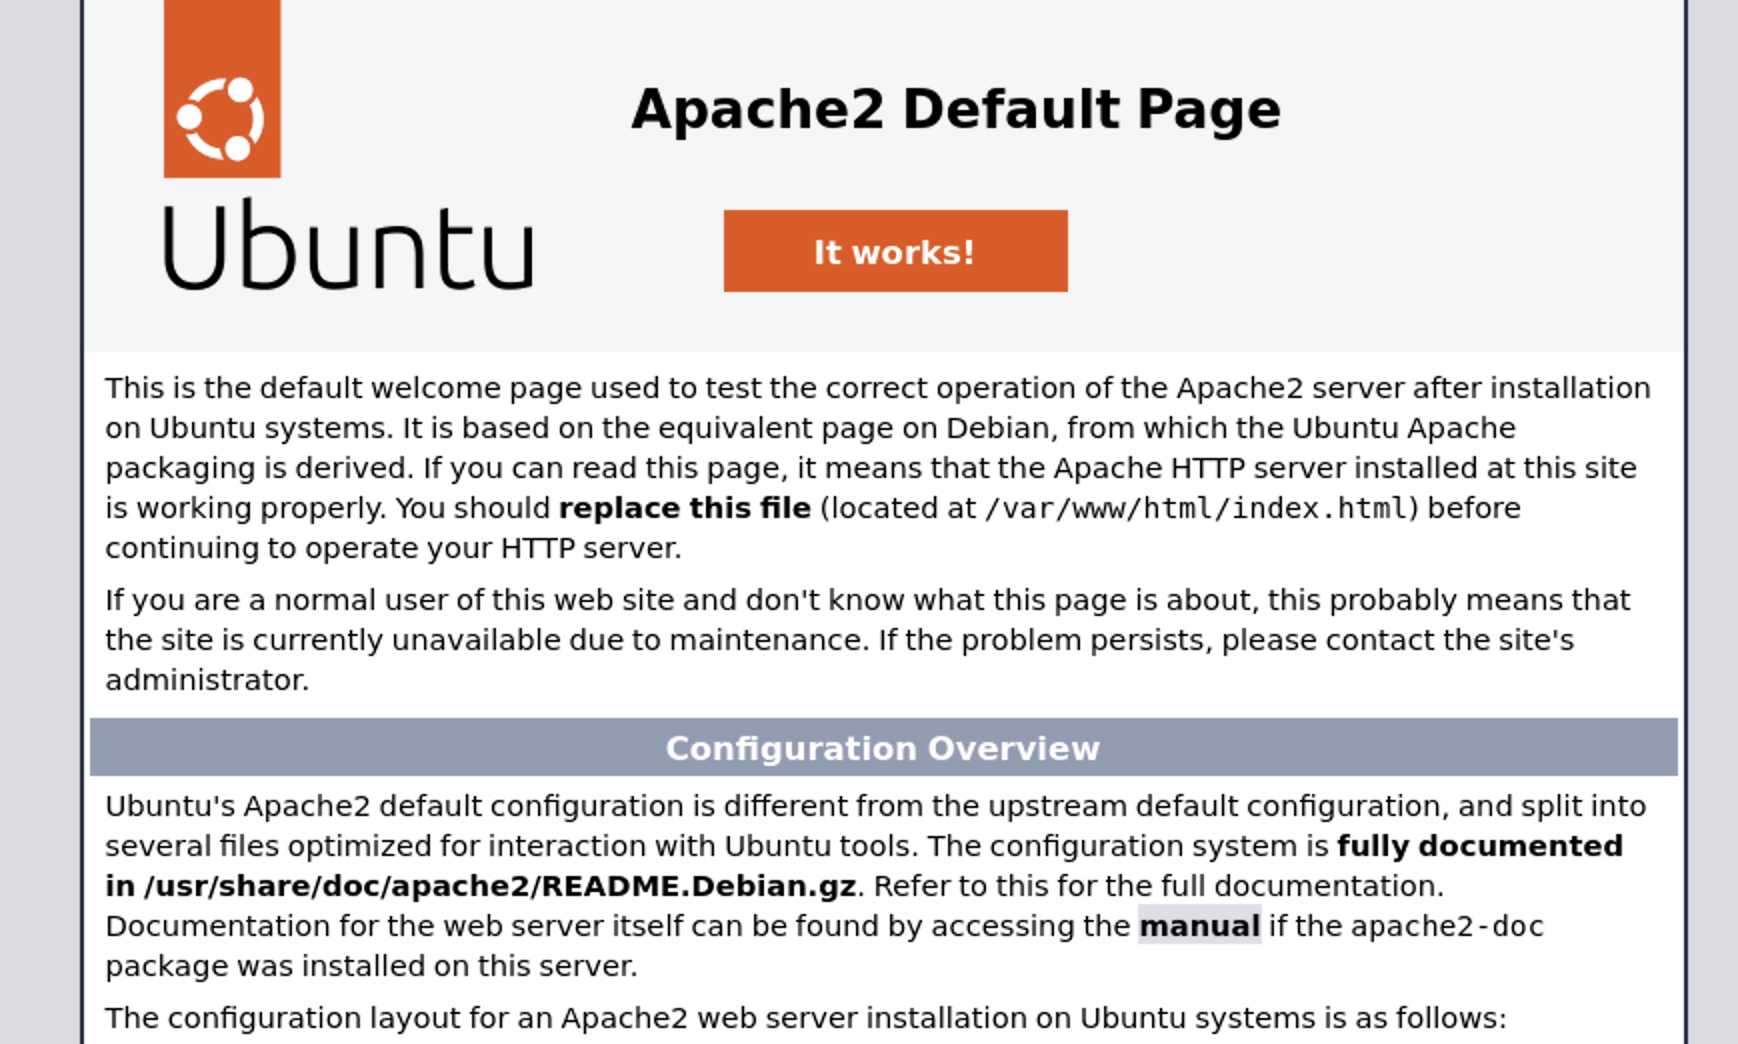 Apache2 Default Page
Ubuntu
It works!
This is the default welcome page used to test the correct operation of the Apache2 server after installation
on Ubuntu systems. It is based on the equivalent page on Debian, from which the Ubuntu Apache
packaging is derived. If you can read this page, it means that the Apache HTTP server installed at this site
is working properly. You should replace this file (located at /var/www/html/index.html) before
continuing to operate your HTTP server.
If you are a normal user of this web site and don't know what this page is about, this probably means that
the site is currently unavailable due to maintenance. If the problem persists, please contact the site's
administrator.
Configuration Overview
Ubuntu's Apache2 default configuration is different from the upstream default configuration, and split into
several files optimized for interaction with Ubuntu tools. The configuration system is fully documented
in /usr/share/doc/apache2/README.Debian.gz. Refer to this for the full documentation.
Documentation for the web server itself can be found by accessing the manual if the apache2-doc
package was installed on this server.
The configuration layout for an Apache2 web server installation on Ubuntu systems is as follows: